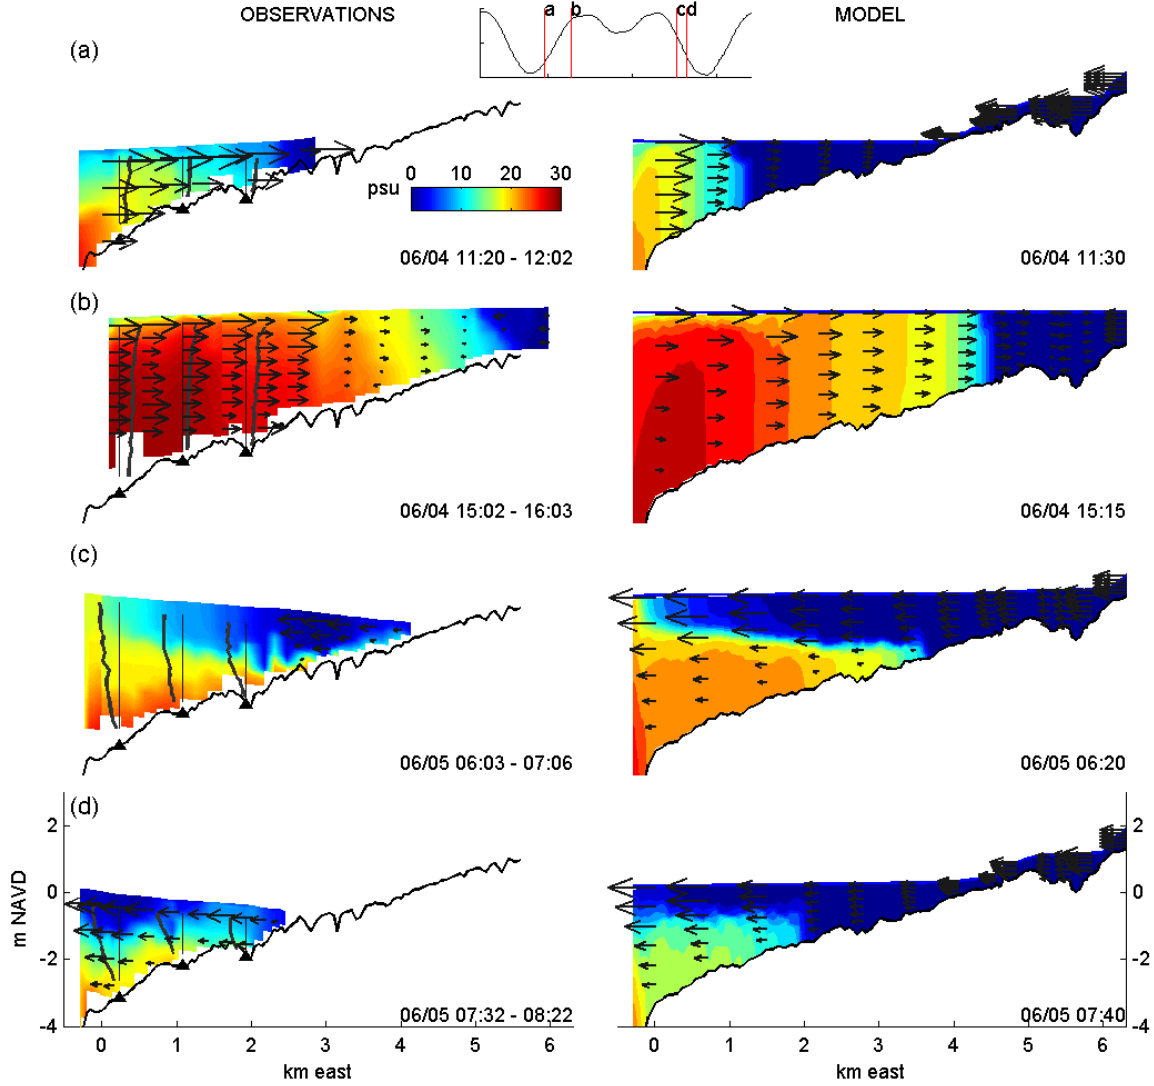 OBSERVATIONS
MODEL
a b cd
(a)
psu
0 10 20 30
06/04 11:20 - 12:02
06/04 11:30
(b)
06/04 15:02 - 16:03
06/04 15:15
(c)
06/05 06:03 - 07:06
06/05 06:20
(d)
m NAVD
2
0
-2
-4
06/05 07:32 - 08:22
06/05 07:40
2
0
-2
-4
0 1 2 3 4 5 6
km east
0 1 2 3 4 5 6
km east